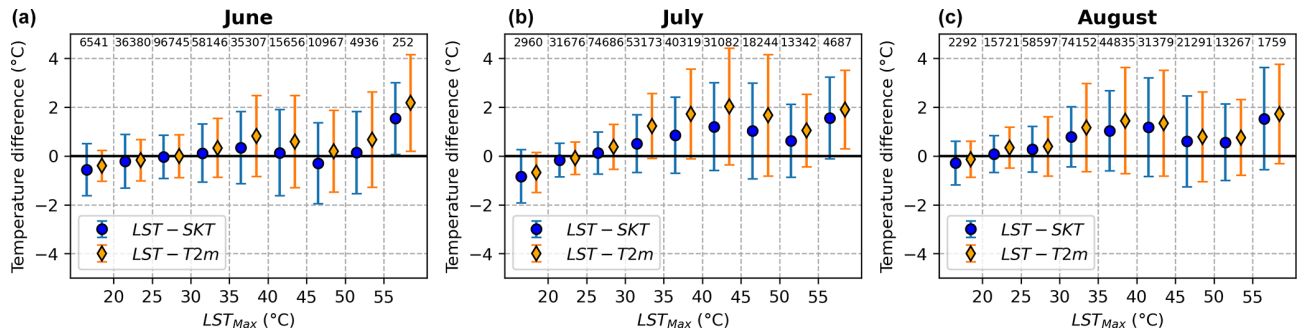 (a) June
6541 36380 96745 58146 35307 15656 10967 4936 252
Temperature difference (°C)
4
2
0
−2
−4
LST − SKT
LST − T2m
20 25 30 35 40 45 50 55
LST_Max (°C)
(b) July
2960 31676 74686 53173 40319 31082 18244 13342 4687
Temperature difference (°C)
4
2
0
−2
−4
LST − SKT
LST − T2m
20 25 30 35 40 45 50 55
LST_Max (°C)
(c) August
2292 15721 58597 74152 44835 31379 21291 13267 1759
Temperature difference (°C)
4
2
0
−2
−4
LST − SKT
LST − T2m
20 25 30 35 40 45 50 55
LST_Max (°C)